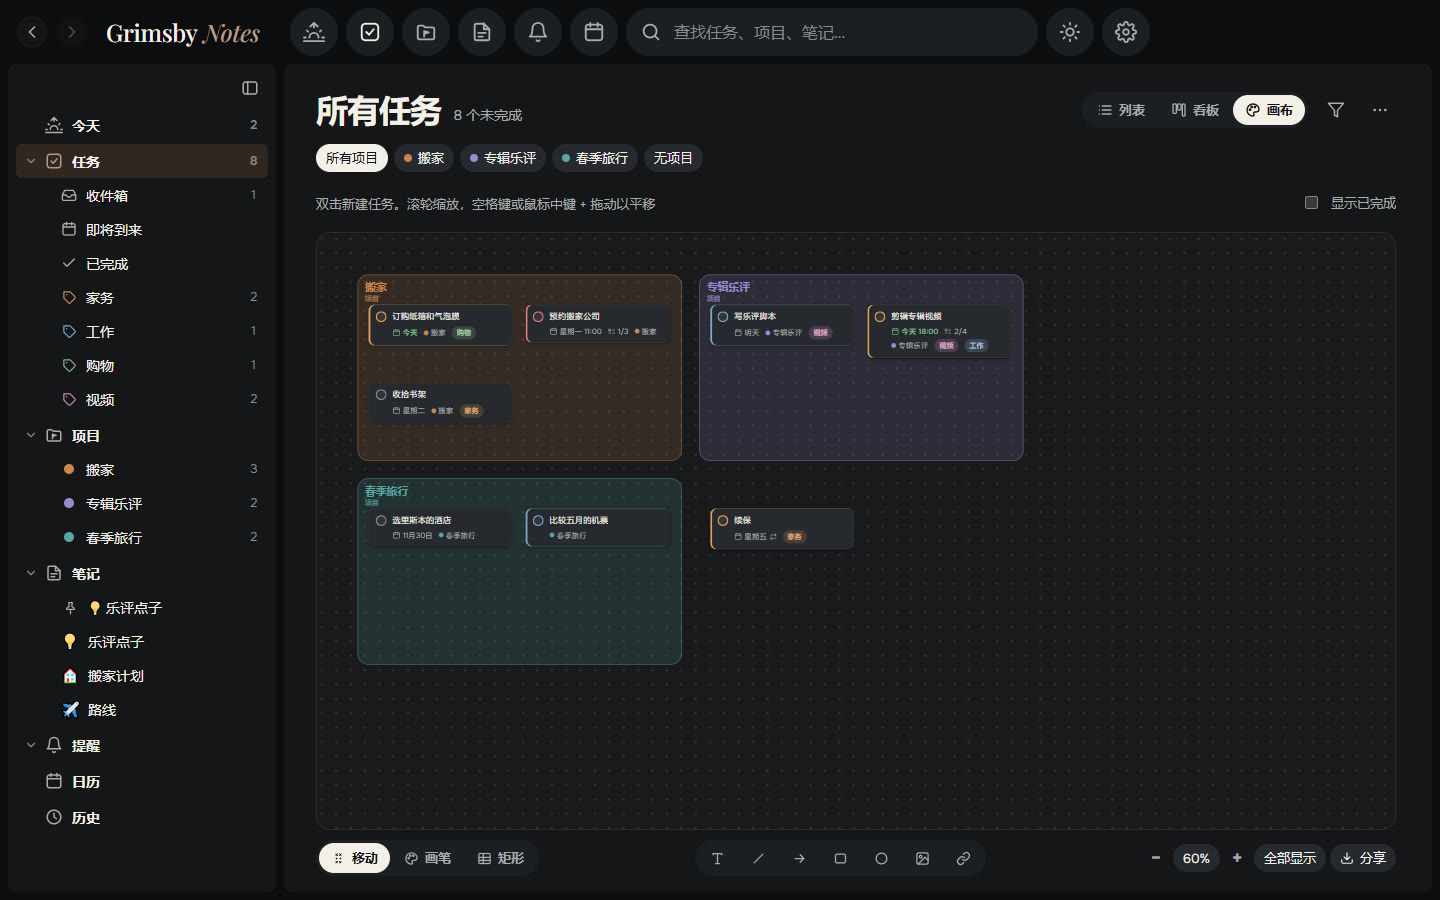 Grimsby Notes
查找任务、项目、笔记...
今天 2
任务 8
收件箱 1
即将到来
已完成
家务 2
工作 1
购物 1
视频 2
项目
搬家 3
专辑乐评 2
春季旅行 2
笔记
💡 乐评点子
💡 乐评点子
🏠 搬家计划
✈️ 路线
提醒
日历
历史
所有任务 8 个未完成
列表 看板 画布
所有项目 搬家 专辑乐评 春季旅行 无项目
双击新建任务。滚轮缩放，空格键或鼠标中键 + 拖动以平移
显示已完成
搬家
项目
订购纸箱和气泡膜
今天 搬家 购物
预约搬家公司
星期一 11:00 1/3 搬家
收拾书架
星期二 搬家 家务
专辑乐评
项目
写乐评脚本
明天 专辑乐评 视频
剪辑专辑视频
今天 18:00 2/4
专辑乐评 视频 工作
春季旅行
项目
选里斯本的酒店
11月30日 春季旅行
比较五月的机票
春季旅行
续保
星期五 家务
移动 画笔 矩形
− 60% + 全部显示 分享